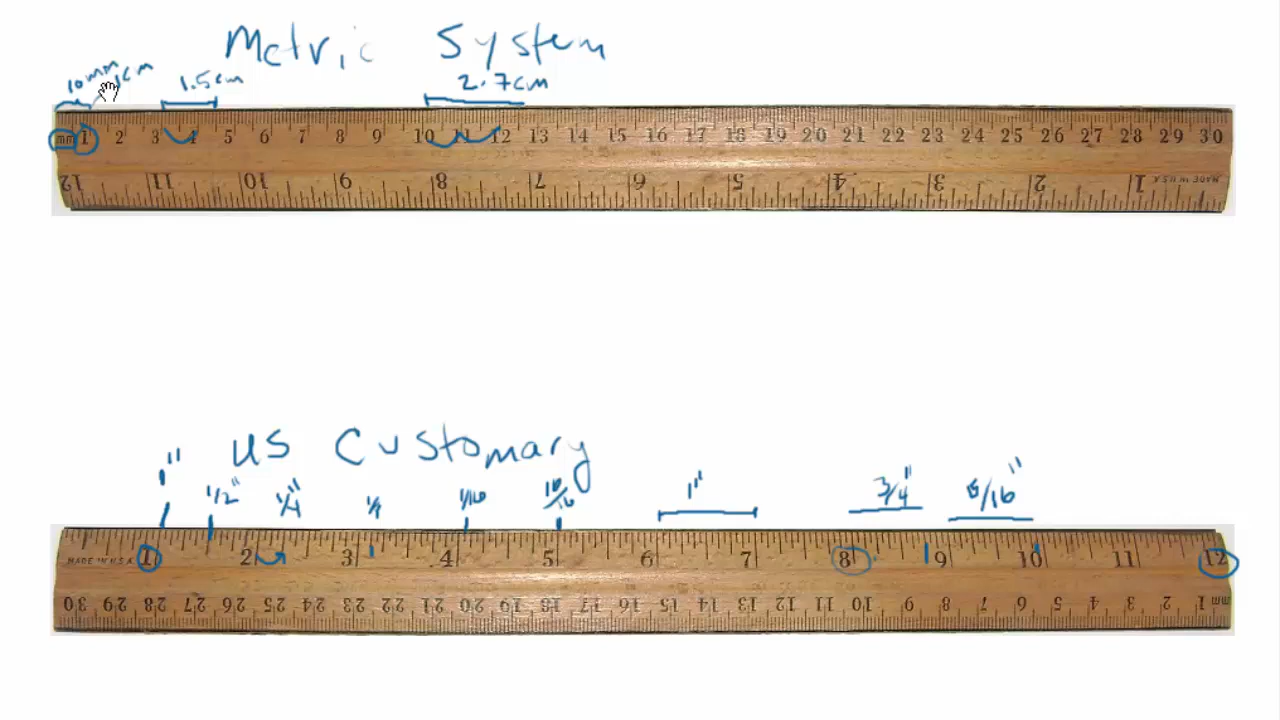 Metric System
10mm 1cm 1.5cm 2.7cm
mm 1 2 3 4 5 6 7 8 9 10 11 12 13 14 15 16 17 18 19 20 21 22 23 24 25 26 27 28 29 30
12 11 10 9 8 7 6 5 4 3 2 1 MADE IN U.S.A.
US Customary
1" 1/2" 1/4" 1/16 16/16 1" 3/4" /16"
MADE IN U.S.A. 1 2 3 4 5 6 7 8 9 10 11 12
30 29 28 27 26 25 24 23 22 21 20 19 18 17 16 15 14 13 12 11 10 9 8 7 6 5 4 3 2 1 mm